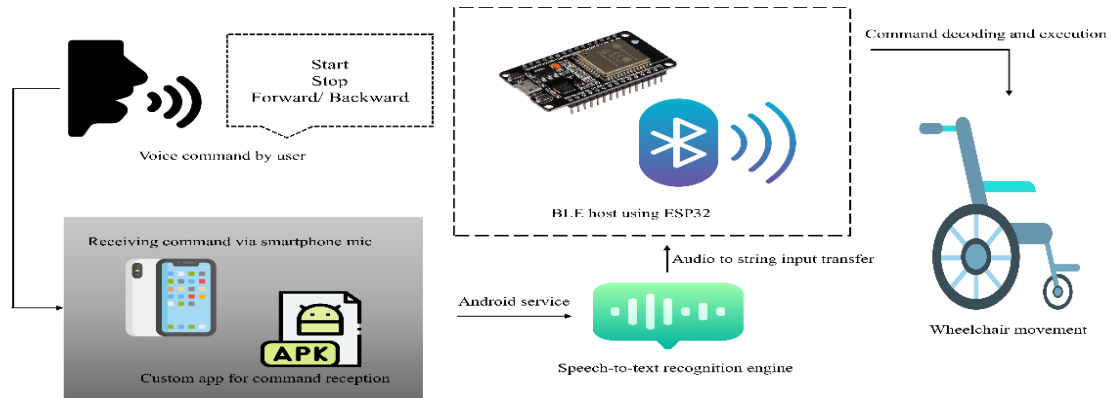 Start
Stop
Forward/ Backward
Voice command by user
Receiving command via smartphone mic
APK
Custom app for command reception
Android service
Speech-to-text recognition engine
Audio to string input transfer
BLE host using ESP32
Command decoding and execution
Wheelchair movement